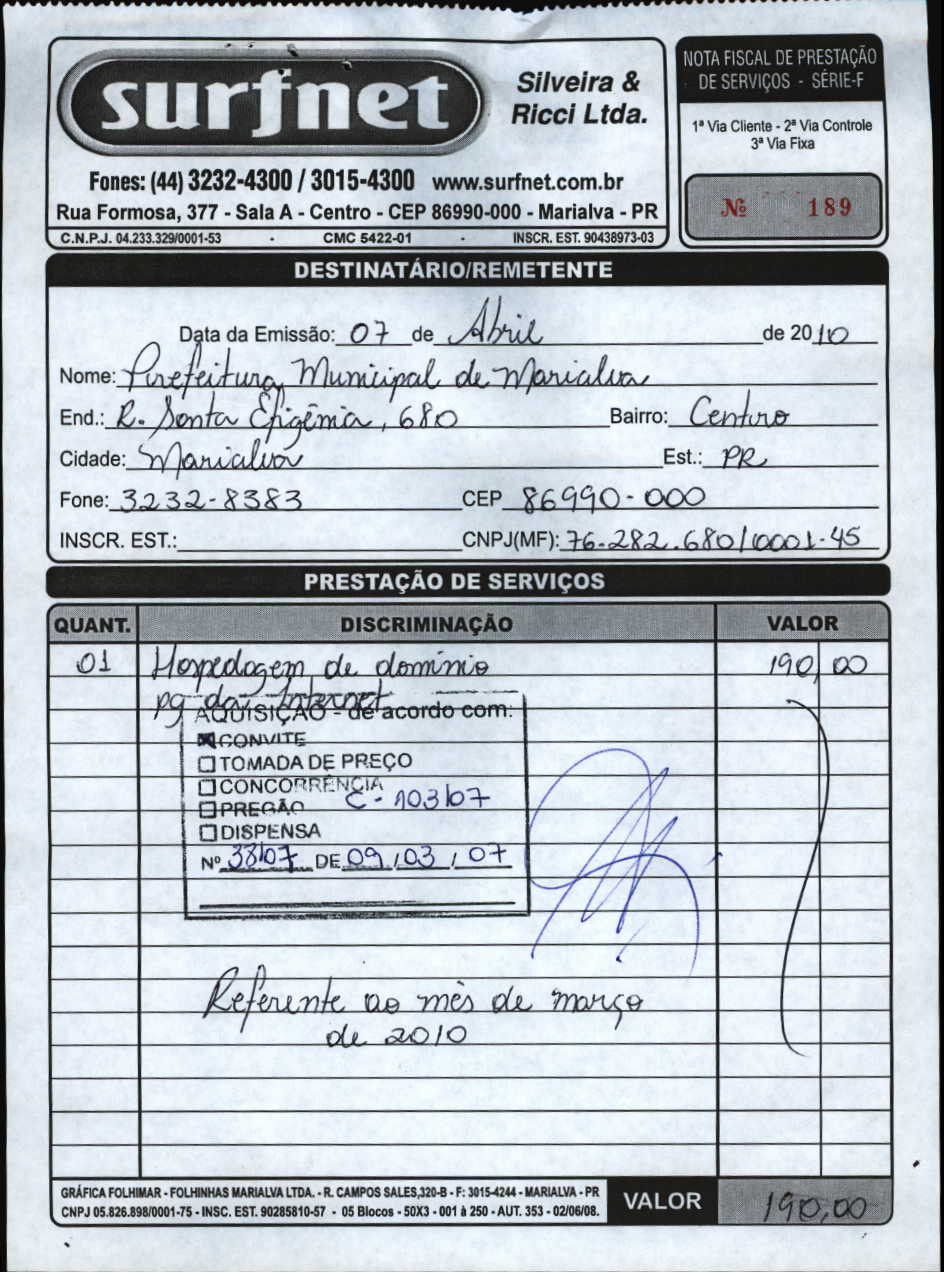 surfnet
Silveira &
Ricci Ltda.
Fones: (44) 3232-4300 / 3015-4300 www.surfnet.com.br
Rua Formosa, 377 - Sala A - Centro - CEP 86990-000 - Marialva - PR
C.N.P.J. 04.233.329/0001-53 - CMC 5422-01 - INSCR. EST. 90438973-03
NOTA FISCAL DE PRESTAÇÃO
DE SERVIÇOS - SÉRIE-F
1ª Via Cliente - 2ª Via Controle
3ª Via Fixa
Nº 189
DESTINATÁRIO/REMETENTE
Data da Emissão: 07 de Abril de 2010
Nome: Prefeitura Municipal de Marialva
End.: R. Santa Efigênia, 680 Bairro: Centro
Cidade: Marialva Est.: PR
Fone: 3232-8383 CEP 86990-000
INSCR. EST.: CNPJ(MF): 76.282.680/0001-45
PRESTAÇÃO DE SERVIÇOS
QUANT. DISCRIMINAÇÃO VALOR
01 Hospedagem de domínio 190,00
pg da Internet
AQUISIÇÃO - de acordo com:
CONVITE
TOMADA DE PREÇO
CONCORRÊNCIA
C-103/07
PREGÃO
DISPENSA
Nº 38/07 DE 09/03/07
Referente ao mês de março
de 2010
GRÁFICA FOLHIMAR - FOLHINHAS MARIALVA LTDA. - R. CAMPOS SALES,320-B - F: 3015-4244 - MARIALVA - PR
CNPJ 05.826.898/0001-75 - INSC. EST. 90285810-57 - 05 Blocos - 50X3 - 001 à 250 - AUT. 353 - 02/06/08.
VALOR 190,00